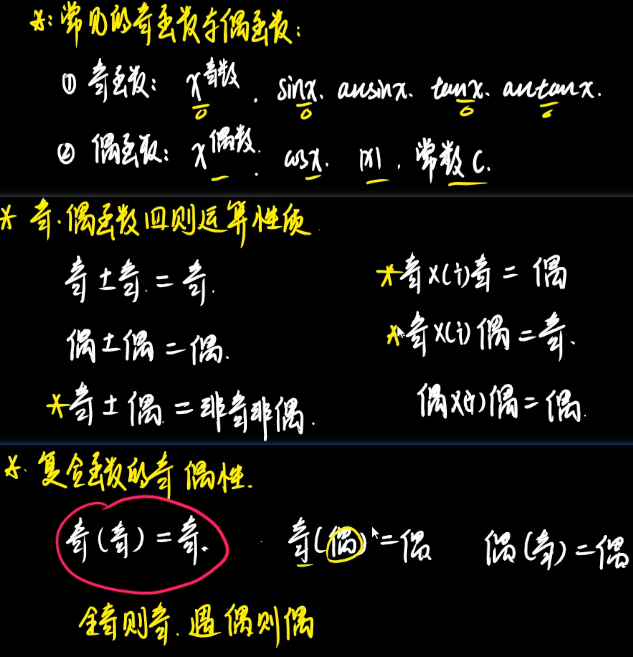 *:常见的奇函数与偶函数:
① 奇函数: x^奇数. sinx. arcsinx. tanx. arctanx.
② 偶函数: x^偶数. cosx. |x|. 常数C.
* 奇.偶函数四则运算性质
奇±奇=奇.
*奇×(÷)奇=偶
偶±偶=偶.
*奇×(÷)偶=奇.
*奇±偶=非奇非偶.
偶×(÷)偶=偶.
*.复合函数的奇偶性.
奇(奇)=奇.
奇(偶)=偶
偶(奇)=偶
全奇则奇.遇偶则偶